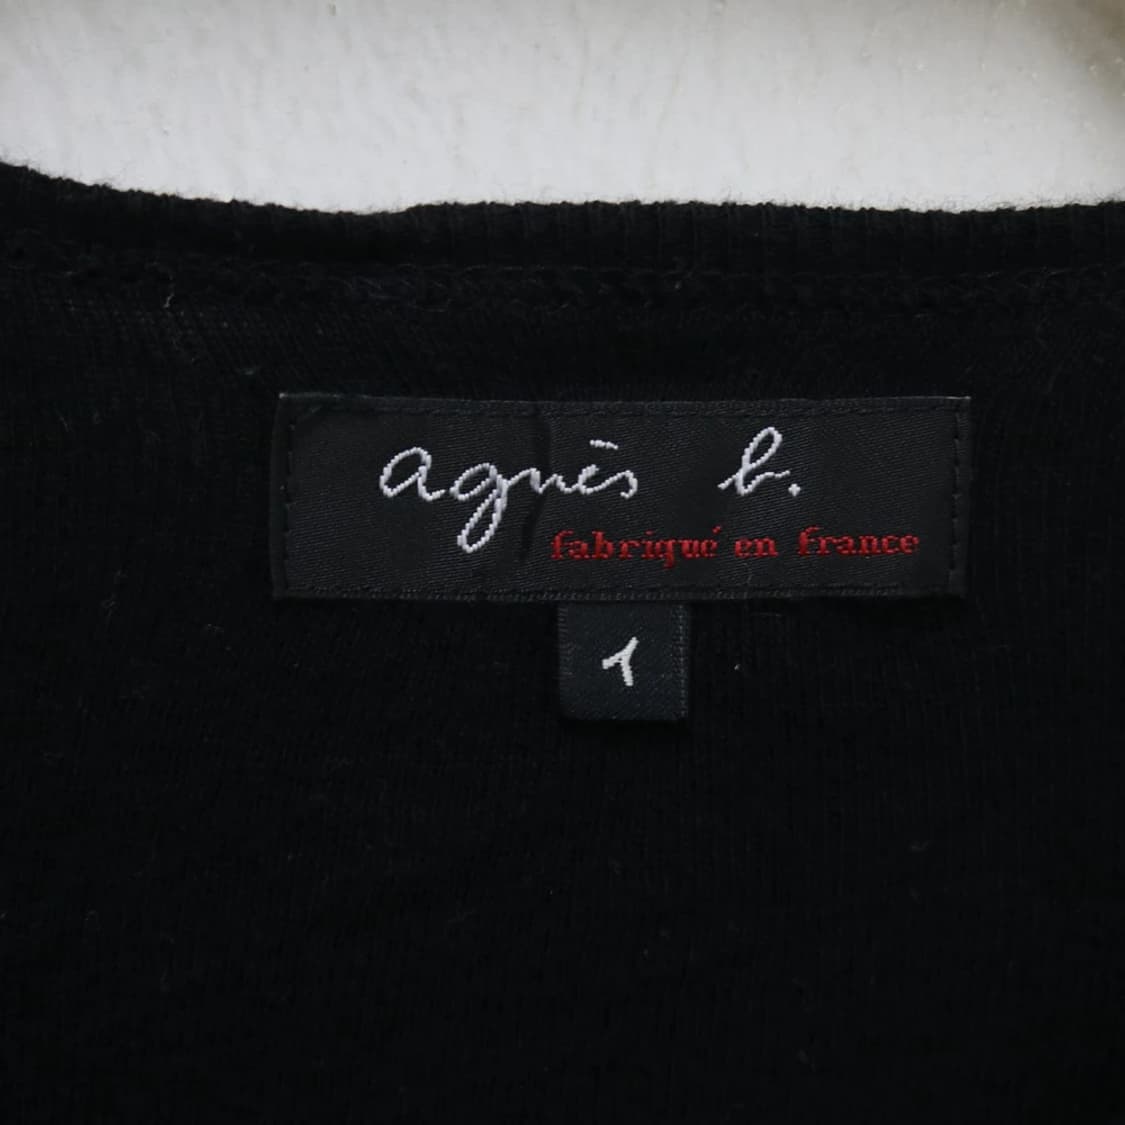 agnès b.
fabriqué en france
1